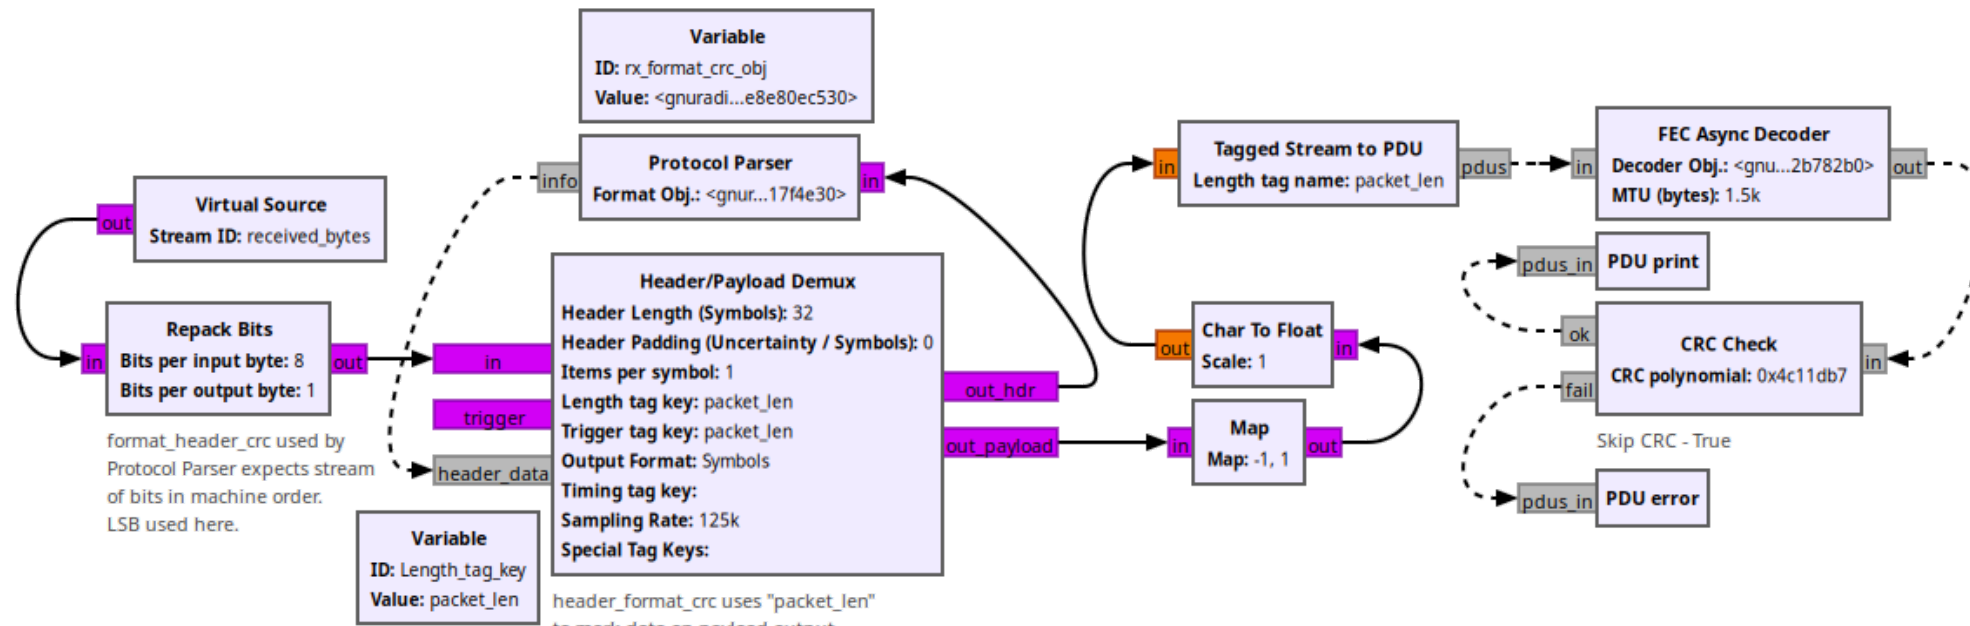 Variable
ID: rx_format_crc_obj
Value: <gnuradi...e8e80ec530>
Protocol Parser
Format Obj.: <gnur...17f4e30>
info
in
Virtual Source
Stream ID: received_bytes
out
Repack Bits
Bits per input byte: 8
Bits per output byte: 1
in
out
format_header_crc used by
Protocol Parser expects stream
of bits in machine order.
LSB used here.
Variable
ID: Length_tag_key
Value: packet_len
Header/Payload Demux
Header Length (Symbols): 32
Header Padding (Uncertainty / Symbols): 0
Items per symbol: 1
Length tag key: packet_len
Trigger tag key: packet_len
Output Format: Symbols
Timing tag key:
Sampling Rate: 125k
Special Tag Keys:
in
trigger
header_data
out_hdr
out_payload
header_format_crc uses "packet_len"
to mark data on payload output
Tagged Stream to PDU
Length tag name: packet_len
in
pdus
Char To Float
Scale: 1
out
in
Map
Map: -1, 1
in
out
FEC Async Decoder
Decoder Obj.: <gnu...2b782b0>
MTU (bytes): 1.5k
in
out
pdus_in
PDU print
CRC Check
CRC polynomial: 0x4c11db7
ok
fail
in
Skip CRC - True
pdus_in
PDU error